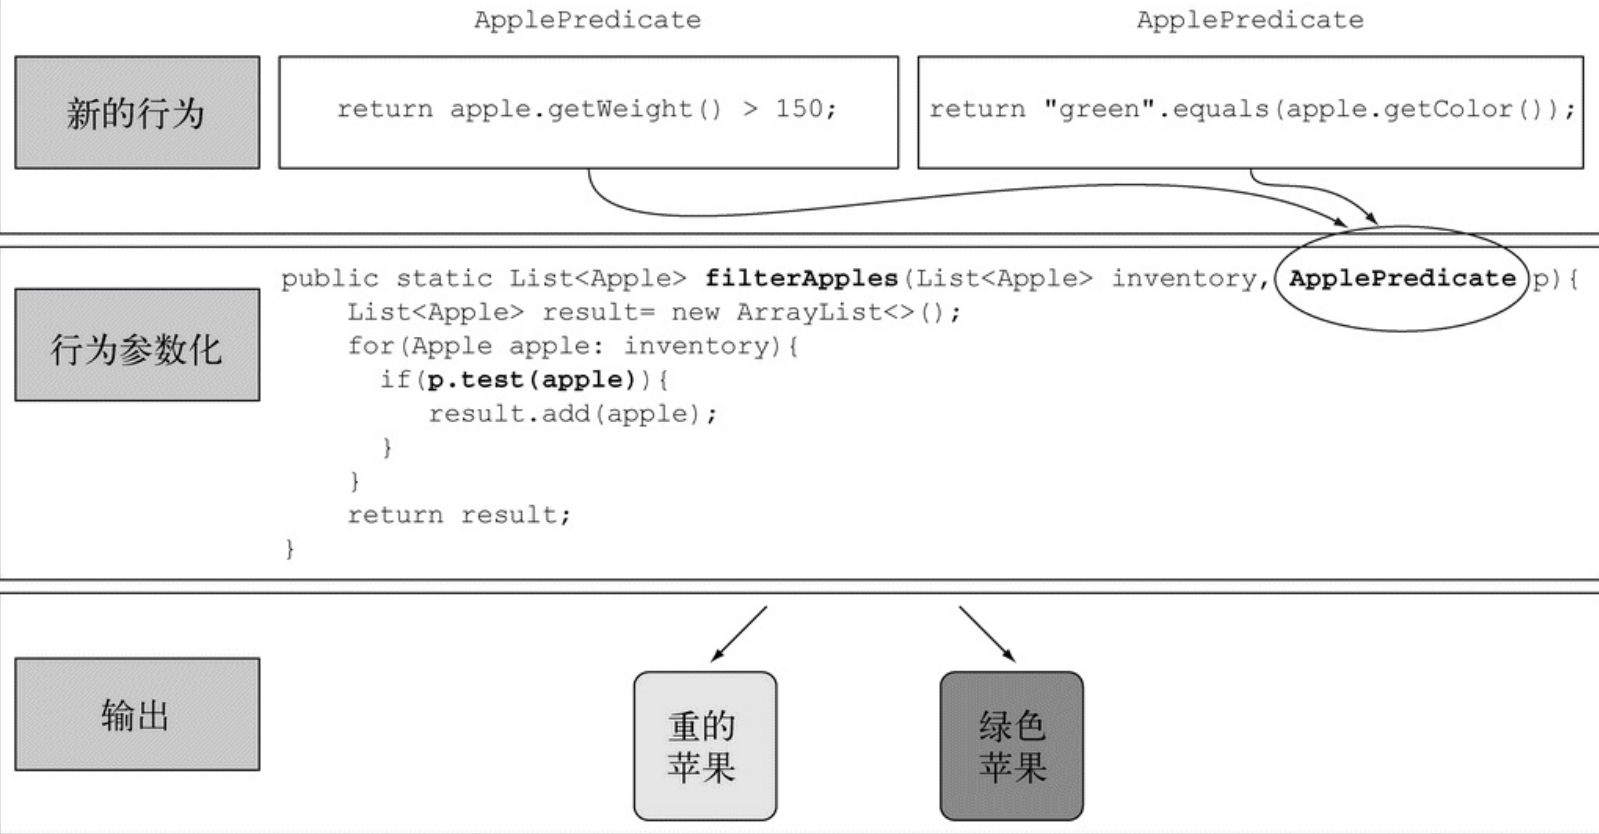 ApplePredicate
ApplePredicate
新的行为
return apple.getWeight() > 150;
return "green".equals(apple.getColor());
行为参数化
public static List<Apple> filterApples(List<Apple> inventory, ApplePredicate p){
List<Apple> result= new ArrayList<>();
for(Apple apple: inventory){
if(p.test(apple)){
result.add(apple);
}
}
return result;
}
输出
重的
苹果
绿色
苹果